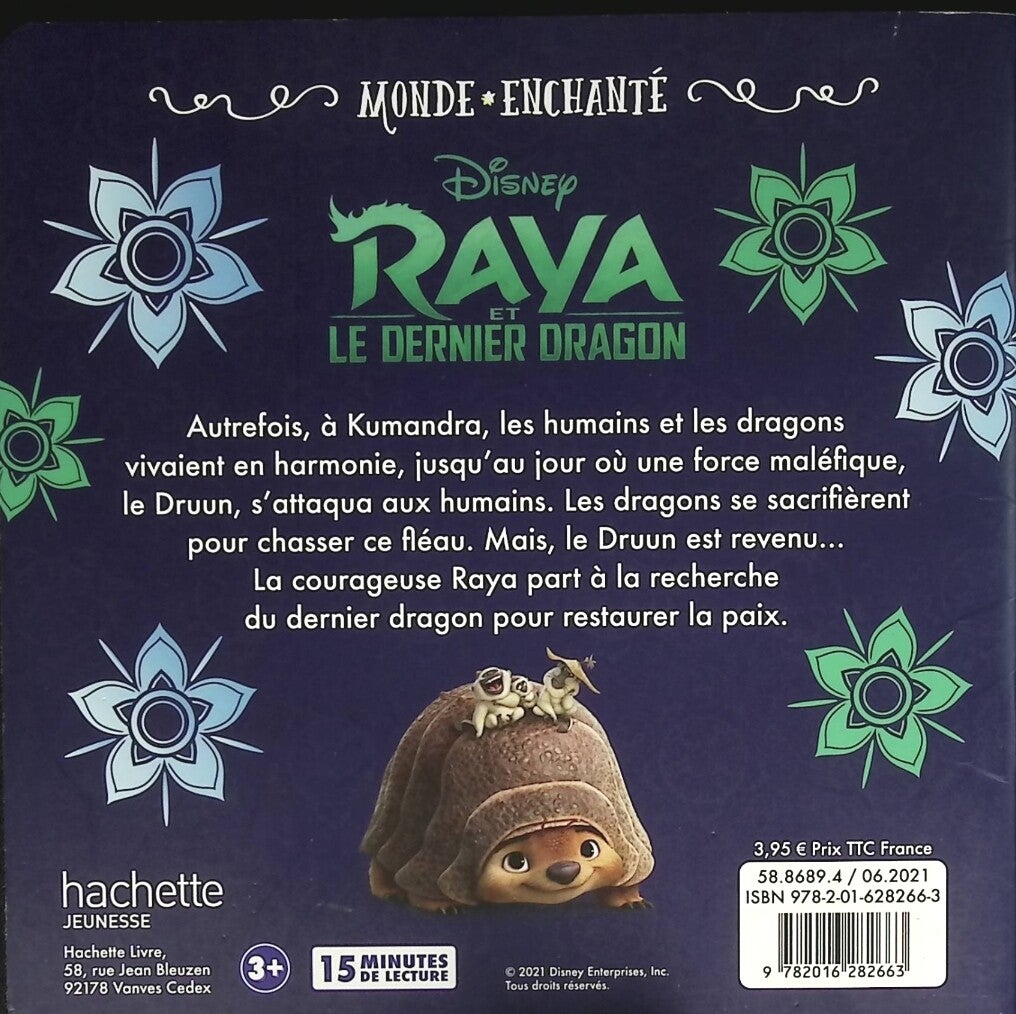 MONDE ★ ENCHANTÉ
DISNEY
RAYA
ET
LE DERNIER DRAGON
Autrefois, à Kumandra, les humains et les dragons
vivaient en harmonie, jusqu'au jour où une force maléfique,
le Druun, s'attaqua aux humains. Les dragons se sacrifièrent
pour chasser ce fléau. Mais, le Druun est revenu...
La courageuse Raya part à la recherche
du dernier dragon pour restaurer la paix.
hachette
JEUNESSE
Hachette Livre,
58, rue Jean Bleuzen
92178 Vanves Cedex
3+
15 MINUTES
DE LECTURE
© 2021 Disney Enterprises, Inc.
Tous droits réservés.
3,95 € Prix TTC France
58.8689.4 / 06.2021
ISBN 978-2-01-628266-3
9 782016 282663